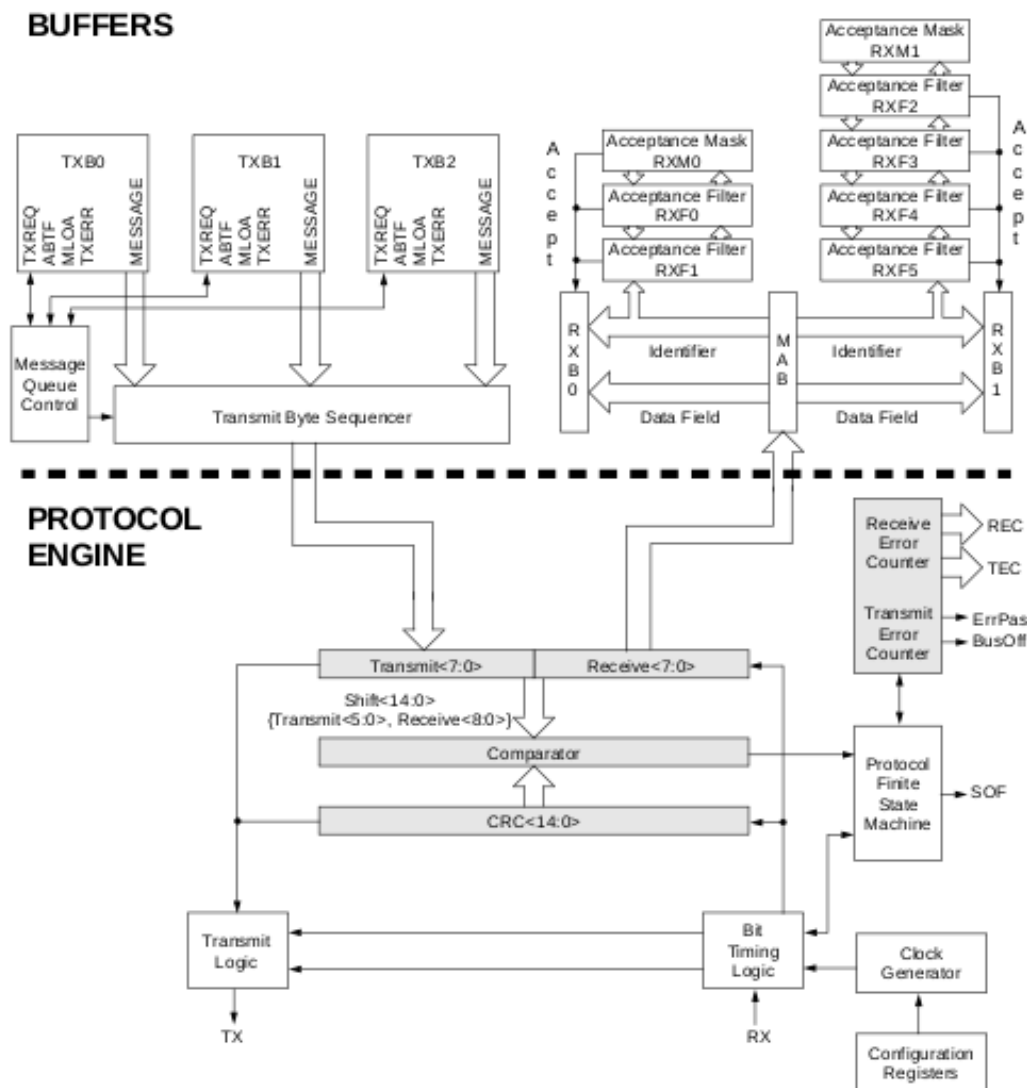 BUFFERS
Acceptance Mask
RXM1
Acceptance Filter
RXF2
Acceptance Filter
RXF3
Acceptance Filter
RXF4
Acceptance Filter
RXF5
Accept
Acceptance Mask
RXM0
Acceptance Filter
RXF0
Acceptance Filter
RXF1
Accept
TXB0
TXREQ
ABTF
MLOA
TXERR
MESSAGE
TXB1
TXREQ
ABTF
MLOA
TXERR
MESSAGE
TXB2
TXREQ
ABTF
MLOA
TXERR
MESSAGE
Message
Queue
Control
Transmit Byte Sequencer
RXB0
Identifier
Data Field
MAB
Identifier
Data Field
RXB1
PROTOCOL
ENGINE
Receive
Error
Counter
REC
TEC
Transmit
Error
Counter
ErrPas
BusOff
Transmit<7:0>
Receive<7:0>
Shift<14:0>
{Transmit<5:0>, Receive<8:0>}
Comparator
CRC<14:0>
Protocol
Finite
State
Machine
SOF
Transmit
Logic
Bit
Timing
Logic
Clock
Generator
TX
RX
Configuration
Registers